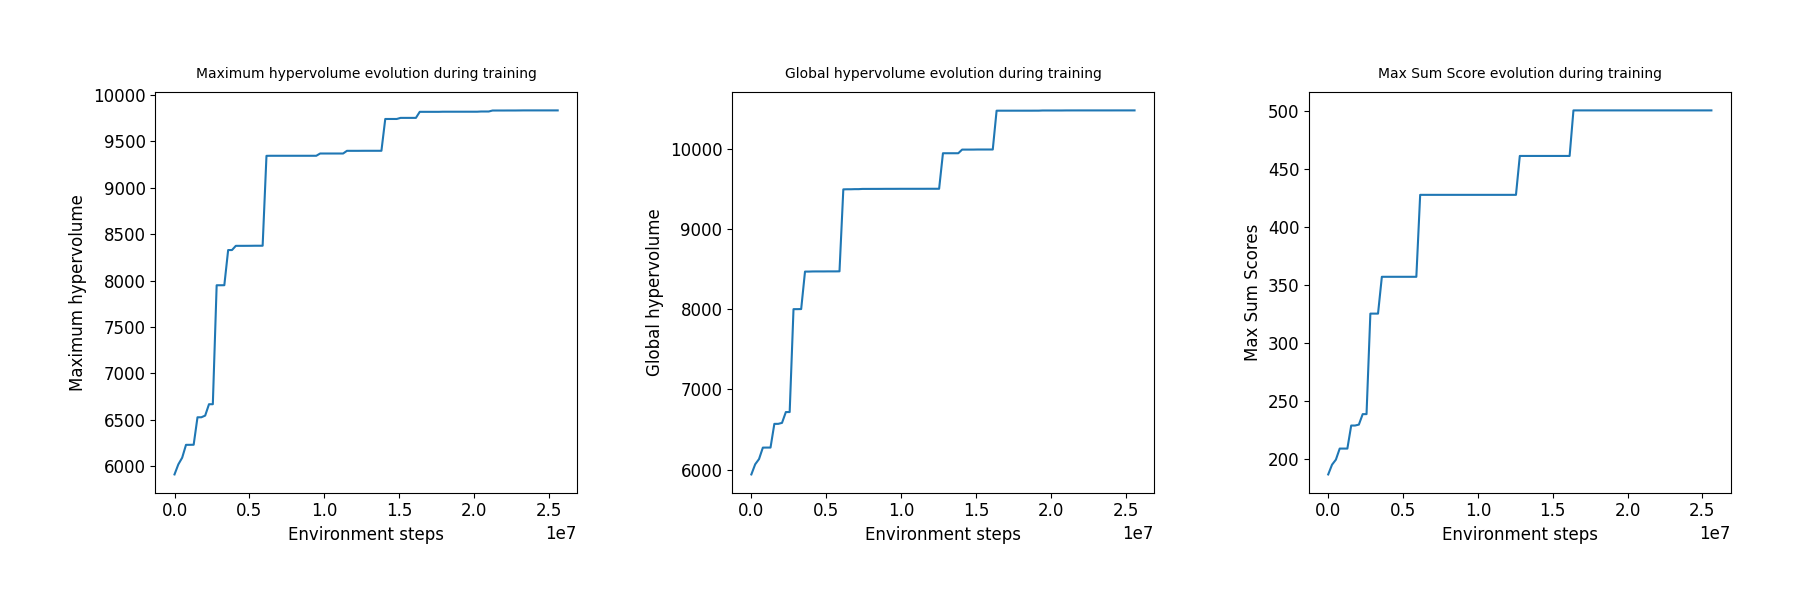 Maximum hypervolume evolution during training
10000
9500
9000
8500
8000
7500
7000
6500
6000
Maximum hypervolume
0.0 0.5 1.0 1.5 2.0 2.5
1e7
Environment steps
Global hypervolume evolution during training
10000
9000
8000
7000
6000
Global hypervolume
0.0 0.5 1.0 1.5 2.0 2.5
1e7
Environment steps
Max Sum Score evolution during training
500
450
400
350
300
250
200
Max Sum Scores
0.0 0.5 1.0 1.5 2.0 2.5
1e7
Environment steps